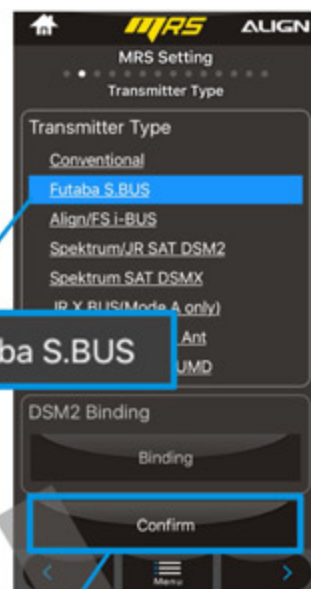 MRS ALIGN
MRS Setting
Transmitter Type
Transmitter Type
Conventional
Futaba S.BUS
Align/FS i-BUS
Spektrum/JR SAT DSM2
Spektrum SAT DSMX
JR X.BUS(Mode A only)
Ant
UMD
ba S.BUS
DSM2 Binding
Binding
Confirm
Menu